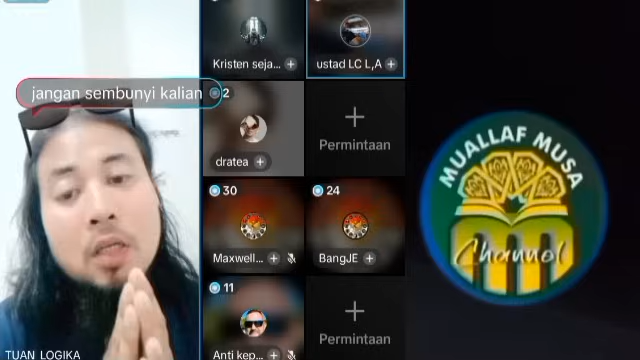 Kristen seja...
ustad LC L,A
jangan sembunyi kalian
2
Permintaan
dratea
30
24
Maxwell...
BangJE
11
Anti kep...
Permintaan
TUAN LOGIKA
MUALLAF MUSA
Channel